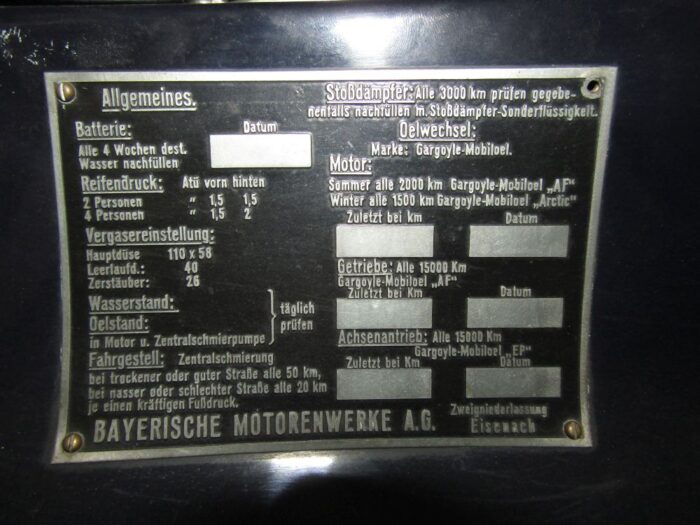 Allgemeines.
Batterie: Datum
Alle 4 Wochen dest.
Wasser nachfüllen
Reifendruck: Atü vorn hinten
2 Personen " 1,5 1,5
4 Personen " 1,5 2
Vergasereinstellung:
Hauptdüse 110 x 58
Leerlaufd.: 40
Zerstäuber: 26
Wasserstand:
Oelstand:
in Motor u. Zentralschmierpumpe
täglich
prüfen
Fahrgestell: Zentralschmierung
bei trockener oder guter Straße alle 50 km,
bei nasser oder schlechter Straße alle 20 km
je einen kräftigen Fußdruck.
Stoßdämpfer: Alle 3000 km prüfen gegebe-
nenfalls nachfüllen m. Stoßdämpfer-Sonderflüssigkeit.
Oelwechsel:
Marke: Gargoyle-Mobiloel.
Motor:
Sommer alle 2000 km Gargoyle-Mobiloel „AF"
Winter alle 1500 km Gargoyle-Mobiloel „Arctic"
Zuletzt bei km Datum
Getriebe: Alle 15000 Km
Gargoyle-Mobiloel „AF"
Zuletzt bei Km Datum
Achsenantrieb: Alle 15000 Km
Gargoyle-Mobiloel „EP"
Zuletzt bei Km Datum
BAYERISCHE MOTORENWERKE A.G.
Zweigniederlassung
Eisenach